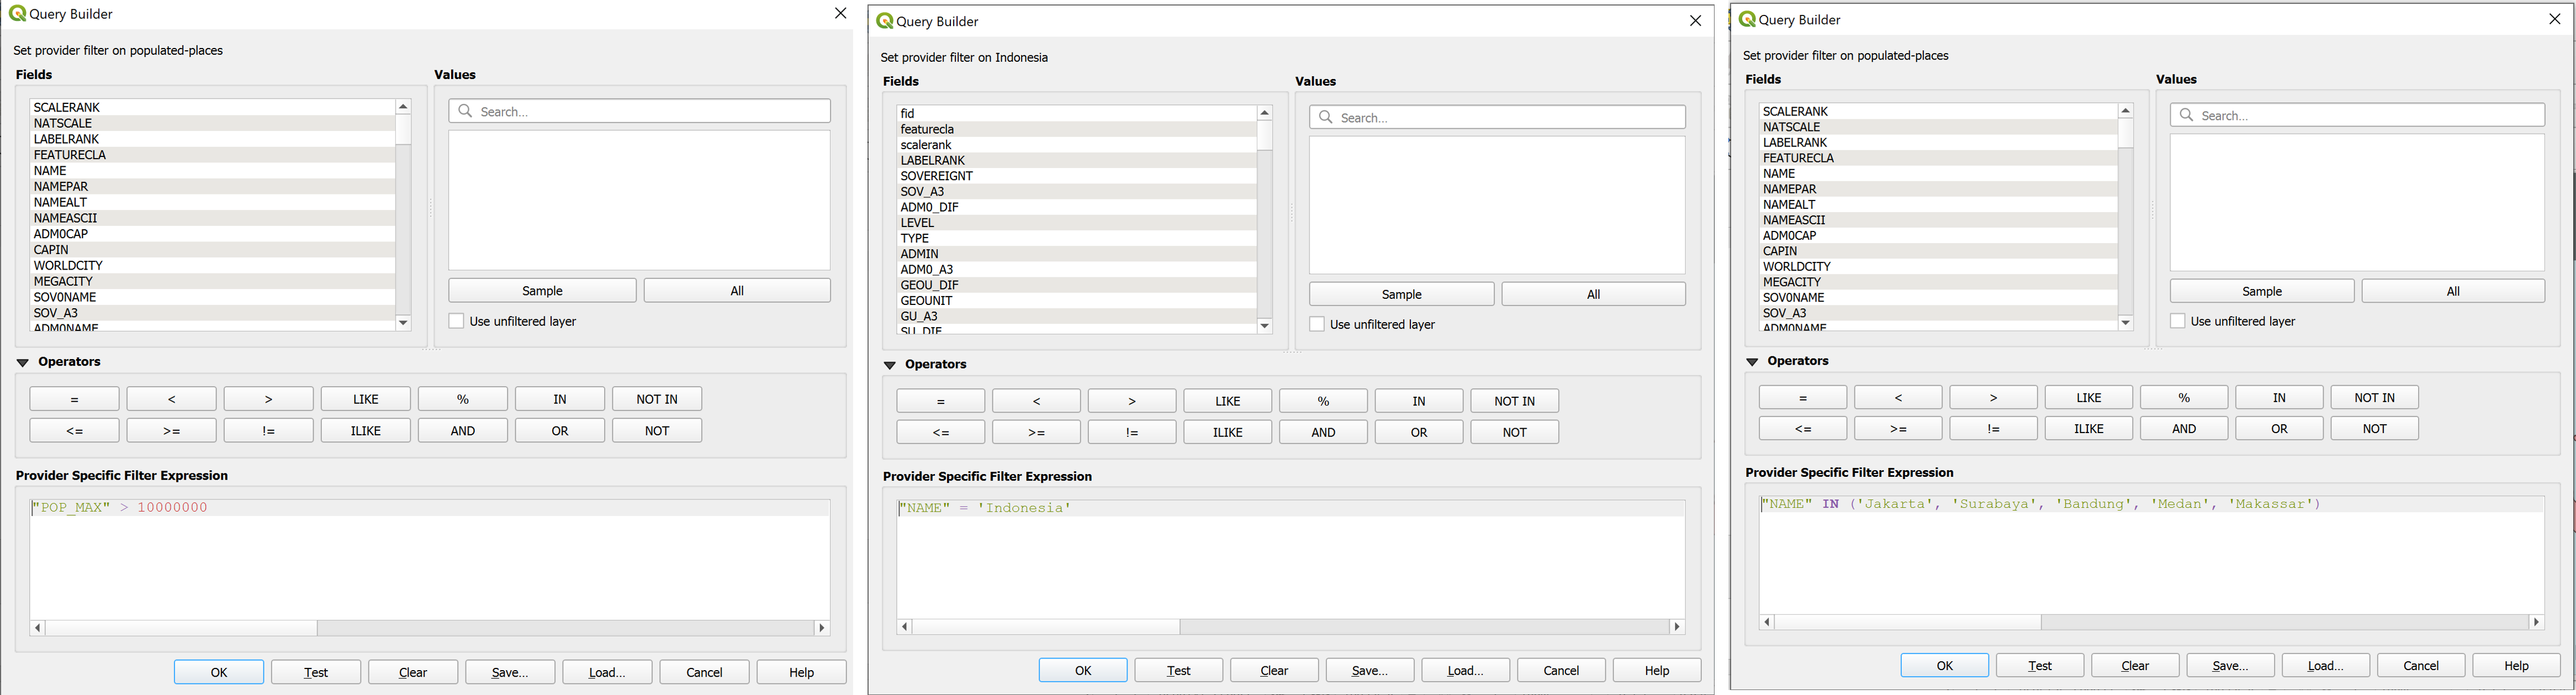 Query Builder
Set provider filter on populated-places
Fields
SCALERANK
NATSCALE
LABELRANK
FEATURECLA
NAME
NAMEPAR
NAMEALT
NAMEASCII
ADM0CAP
CAPIN
WORLDCITY
MEGACITY
SOV0NAME
SOV_A3
ADM0NAME
Values
Search...
Sample All
Use unfiltered layer
Operators
= < > LIKE % IN NOT IN
<= >= != ILIKE AND OR NOT
Provider Specific Filter Expression
"POP_MAX" > 10000000
OK Test Clear Save... Load... Cancel Help
Query Builder
Set provider filter on Indonesia
Fields
fid
featurecla
scalerank
LABELRANK
SOVEREIGNT
SOV_A3
ADM0_DIF
LEVEL
TYPE
ADMIN
ADM0_A3
GEOU_DIF
GEOUNIT
GU_A3
SU_DIF
Values
Search...
Sample All
Use unfiltered layer
Operators
= < > LIKE % IN NOT IN
<= >= != ILIKE AND OR NOT
Provider Specific Filter Expression
"NAME" = 'Indonesia'
OK Test Clear Save... Load... Cancel Help
Query Builder
Set provider filter on populated-places
Fields
SCALERANK
NATSCALE
LABELRANK
FEATURECLA
NAME
NAMEPAR
NAMEALT
NAMEASCII
ADM0CAP
CAPIN
WORLDCITY
MEGACITY
SOV0NAME
SOV_A3
ADM0NAME
Values
Search...
Sample All
Use unfiltered layer
Operators
= < > LIKE % IN NOT IN
<= >= != ILIKE AND OR NOT
Provider Specific Filter Expression
"NAME" IN ('Jakarta', 'Surabaya', 'Bandung', 'Medan', 'Makassar')
OK Test Clear Save... Load... Cancel Help